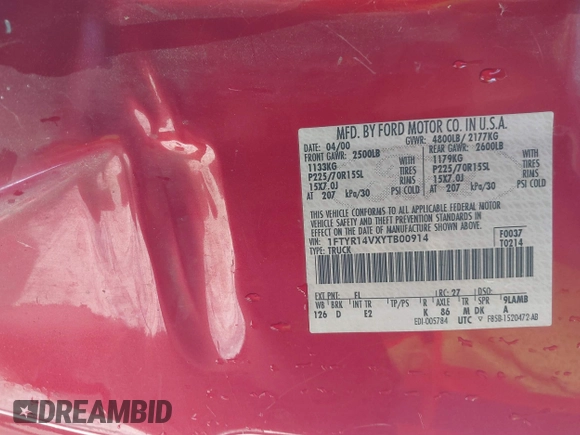 MFD. BY FORD MOTOR CO. IN U.S.A.
DATE: 04/00 GVWR: 4800LB/ 2177KG
FRONT GAWR: 2500LB REAR GAWR: 2600LB
1133KG WITH 1179KG WITH
P225/70R15SL TIRES P225/70R15SL TIRES
15X7.0J RIMS 15X7.0J RIMS
AT 207 kPa/30 PSI COLD AT 207 kPa/30 PSI COLD
THIS VEHICLE CONFORMS TO ALL APPLICABLE FEDERAL MOTOR
VEHICLE SAFETY AND THEFT PREVENTION STANDARDS IN
EFFECT ON THE DATE OF MANUFACTURE SHOWN ABOVE.
VIN: 1FTYR14VXYTB00914 F0037
TYPE: TRUCK T0214
EXT PNT: FL RC: 27 DSO:
WB BRK INT TR TP/PS R AXLE TR SPR 9LAMB
126 D E2 K 86 M DK A
EDI-005784 UTC F85B-1520472-AB
DREAMBID